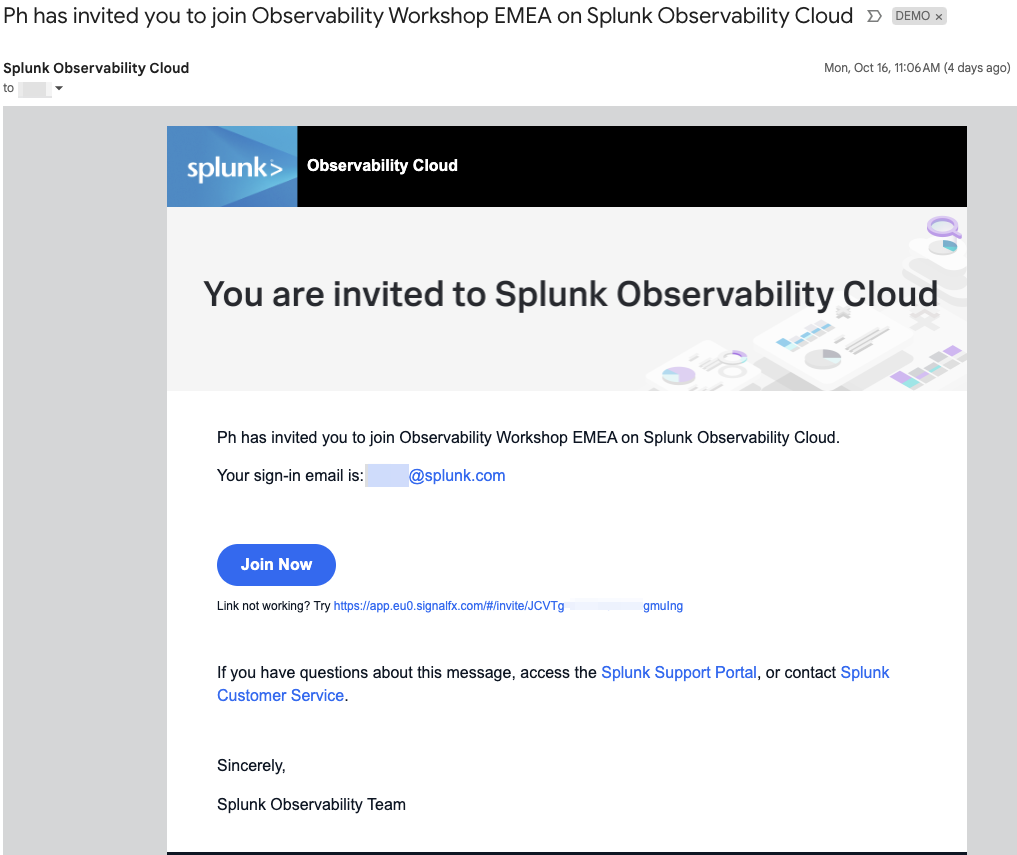 Ph has invited you to join Observability Workshop EMEA on Splunk Observability Cloud DEMO ×
Splunk Observability Cloud Mon, Oct 16, 11:06 AM (4 days ago)
to
splunk> Observability Cloud
You are invited to Splunk Observability Cloud
Ph has invited you to join Observability Workshop EMEA on Splunk Observability Cloud.
Your sign-in email is: @splunk.com
Join Now
Link not working? Try https://app.eu0.signalfx.com/#/invite/JCVTg gmuIng
If you have questions about this message, access the Splunk Support Portal, or contact Splunk
Customer Service.
Sincerely,
Splunk Observability Team